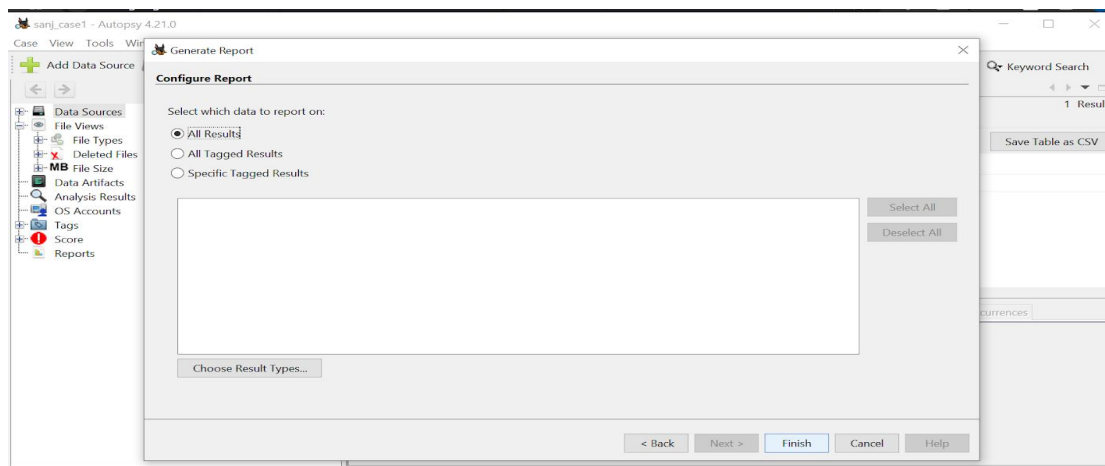 sanj_case1 - Autopsy 4.21.0
Case View Tools
Generate Report
Add Data Source
Keyword Search
Configure Report
Data Sources
File Views
File Types
Deleted Files
MB File Size
Data Artifacts
Analysis Results
OS Accounts
Tags
Score
Reports
Select which data to report on:
All Results
All Tagged Results
Specific Tagged Results
Select All
Deselect All
Choose Result Types...
< Back Next > Finish Cancel Help
1 Resul
Save Table as CSV
currences